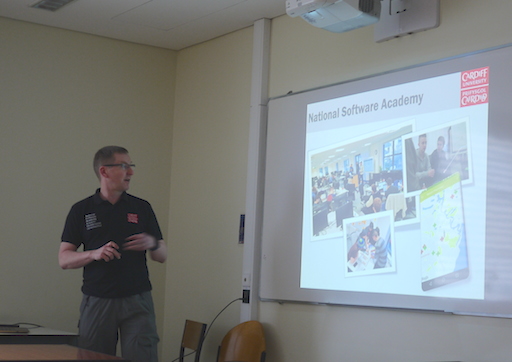 National Software Academy
CARDIFF
UNIVERSITY
PRIFYSGOL
CAERDYDD